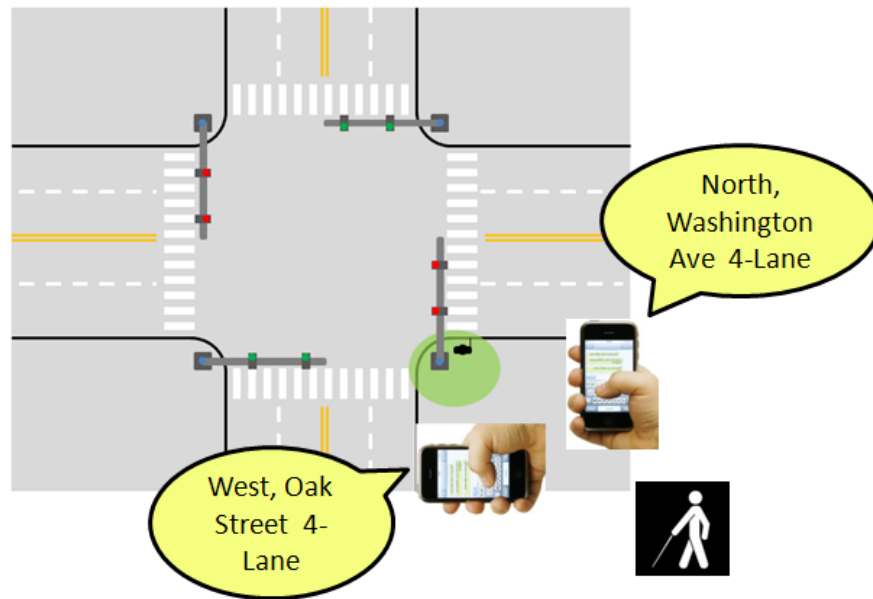 North,
Washington
Ave 4-Lane
West, Oak
Street 4-
Lane